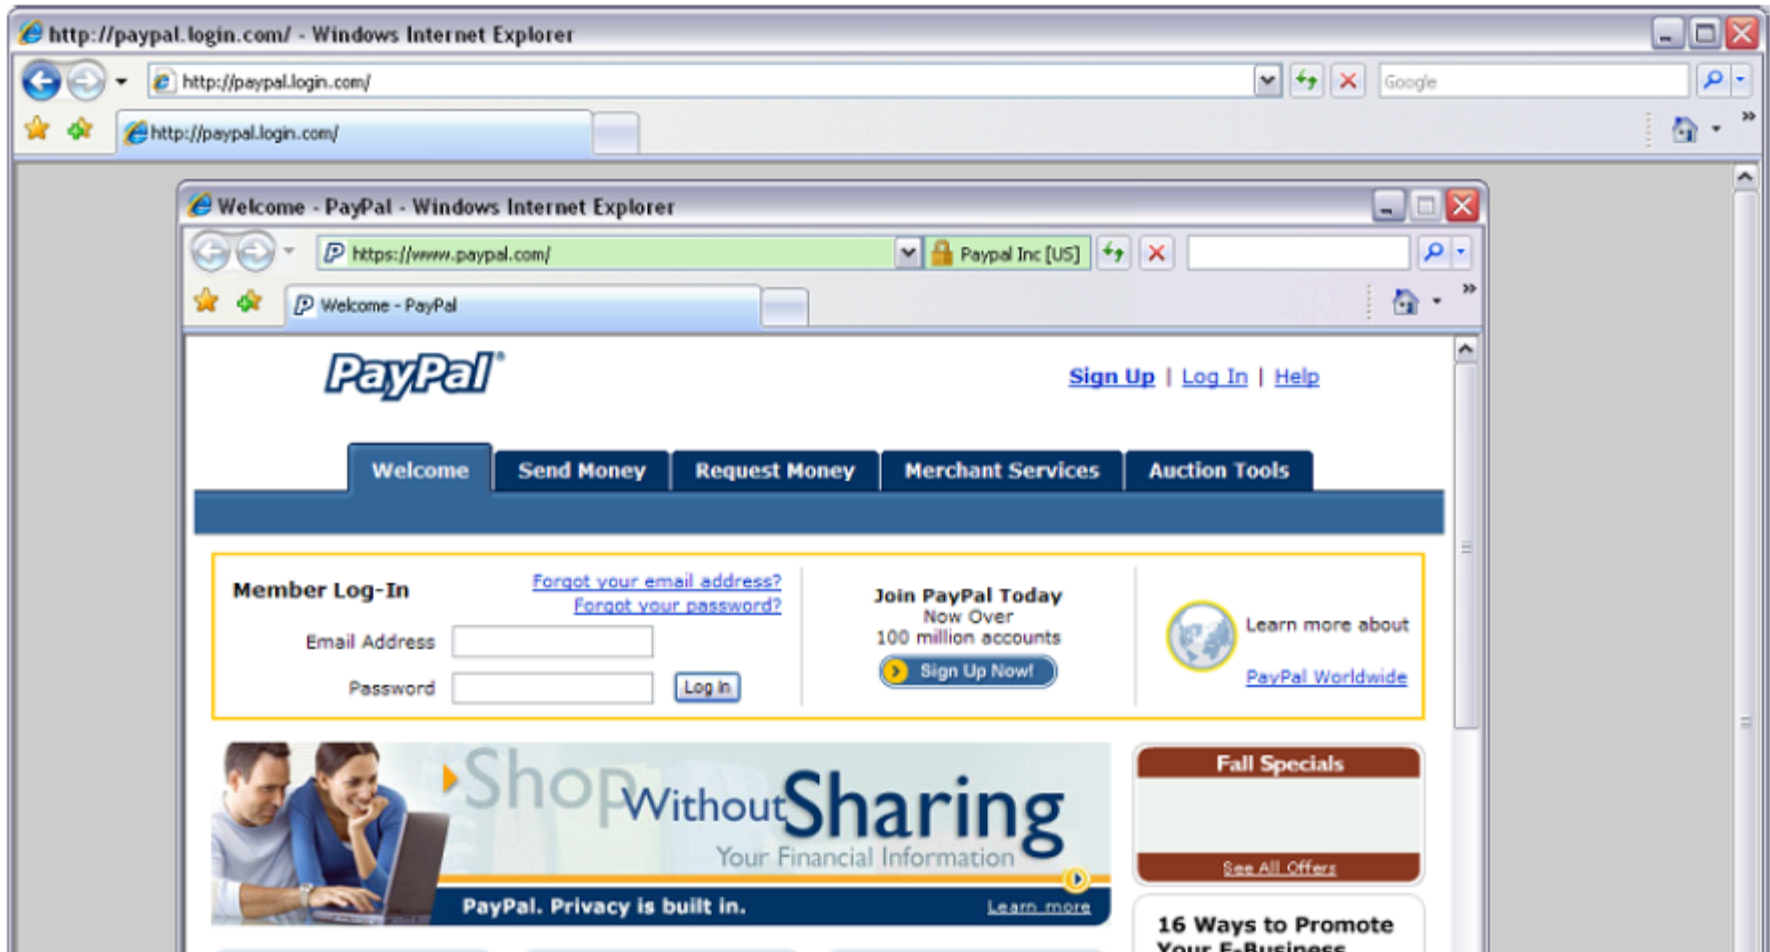 http://paypal.login.com/ - Windows Internet Explorer
http://paypal.login.com/
Google
http://paypal.login.com/
Welcome - PayPal - Windows Internet Explorer
https://www.paypal.com/
Paypal Inc [US]
Welcome - PayPal
PayPal®
Sign Up | Log In | Help
Welcome
Send Money
Request Money
Merchant Services
Auction Tools
Member Log-In
Forgot your email address?
Forgot your password?
Email Address
Password
Log In
Join PayPal Today
Now Over
100 million accounts
Sign Up Now!
Learn more about
PayPal Worldwide
Shop Without Sharing
Your Financial Information
PayPal. Privacy is built in.
Learn more
Fall Specials
See All Offers
16 Ways to Promote
Your E-Business